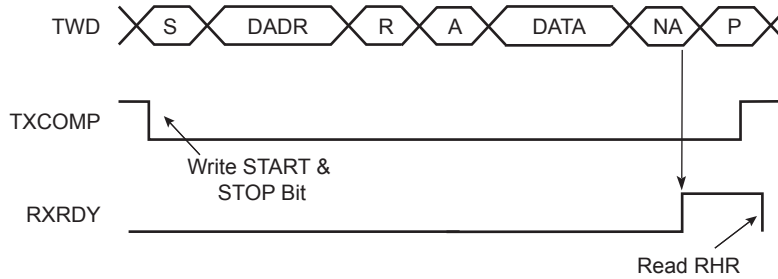 TWD S DADR R A DATA NA P
TXCOMP
Write START &
STOP Bit
RXRDY
Read RHR